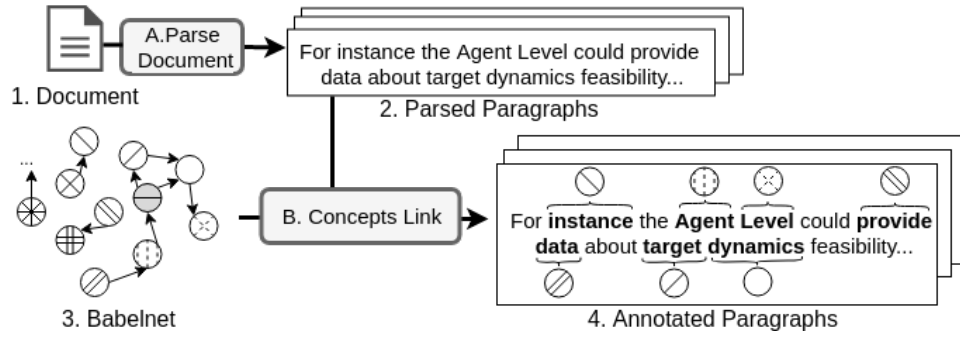 A.Parse
Document
1. Document
For instance the Agent Level could provide
data about target dynamics feasibility...
2. Parsed Paragraphs
...
3. Babelnet
B. Concepts Link
For instance the Agent Level could provide
data about target dynamics feasibility...
4. Annotated Paragraphs